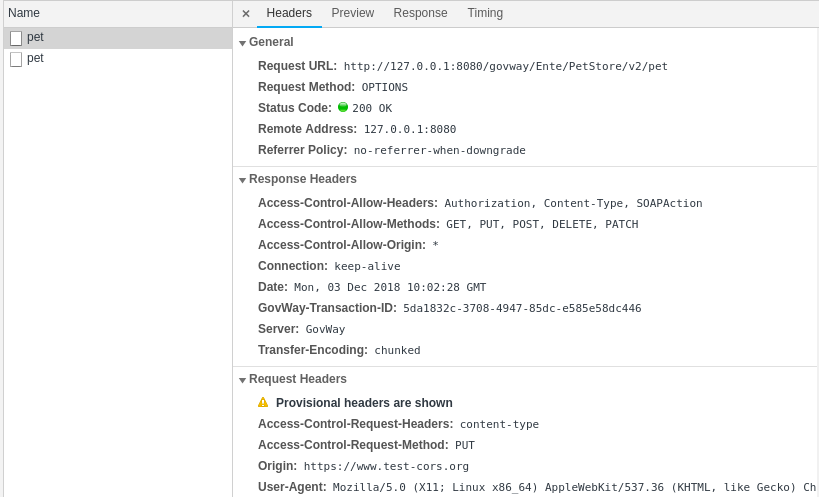 Name
× Headers Preview Response Timing
pet
pet
General
Request URL: http://127.0.0.1:8080/govway/Ente/PetStore/v2/pet
Request Method: OPTIONS
Status Code: 200 OK
Remote Address: 127.0.0.1:8080
Referrer Policy: no-referrer-when-downgrade
Response Headers
Access-Control-Allow-Headers: Authorization, Content-Type, SOAPAction
Access-Control-Allow-Methods: GET, PUT, POST, DELETE, PATCH
Access-Control-Allow-Origin: *
Connection: keep-alive
Date: Mon, 03 Dec 2018 10:02:28 GMT
GovWay-Transaction-ID: 5da1832c-3708-4947-85dc-e585e58dc446
Server: GovWay
Transfer-Encoding: chunked
Request Headers
Provisional headers are shown
Access-Control-Request-Headers: content-type
Access-Control-Request-Method: PUT
Origin: https://www.test-cors.org
User-Agent: Mozilla/5.0 (X11; Linux x86_64) AppleWebKit/537.36 (KHTML, like Gecko) Ch